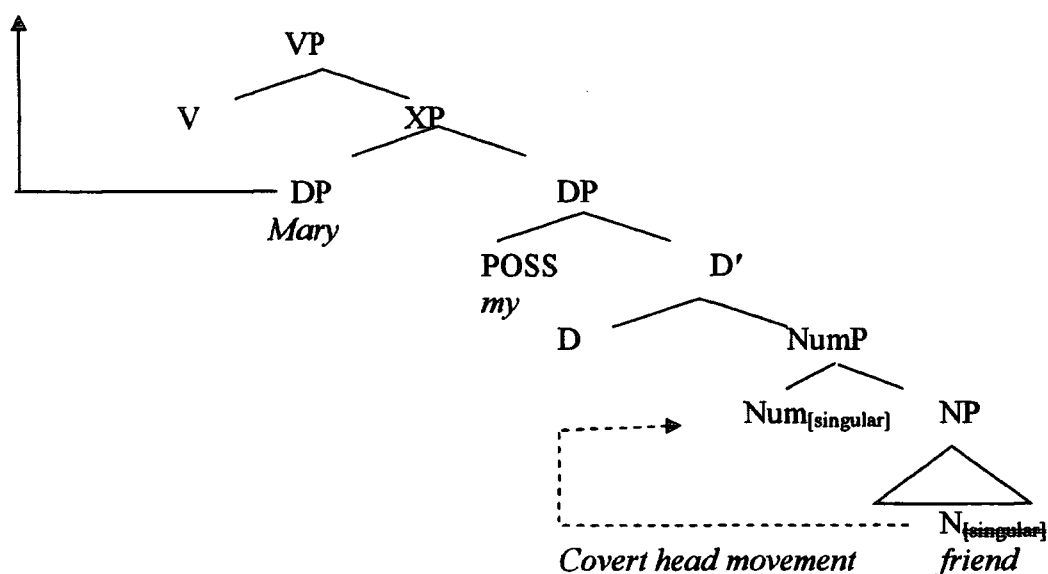 VP
V XP
DP DP
Mary
POSS D′
my
D NumP
Num[singular] NP
N[singular]
Covert head movement friend